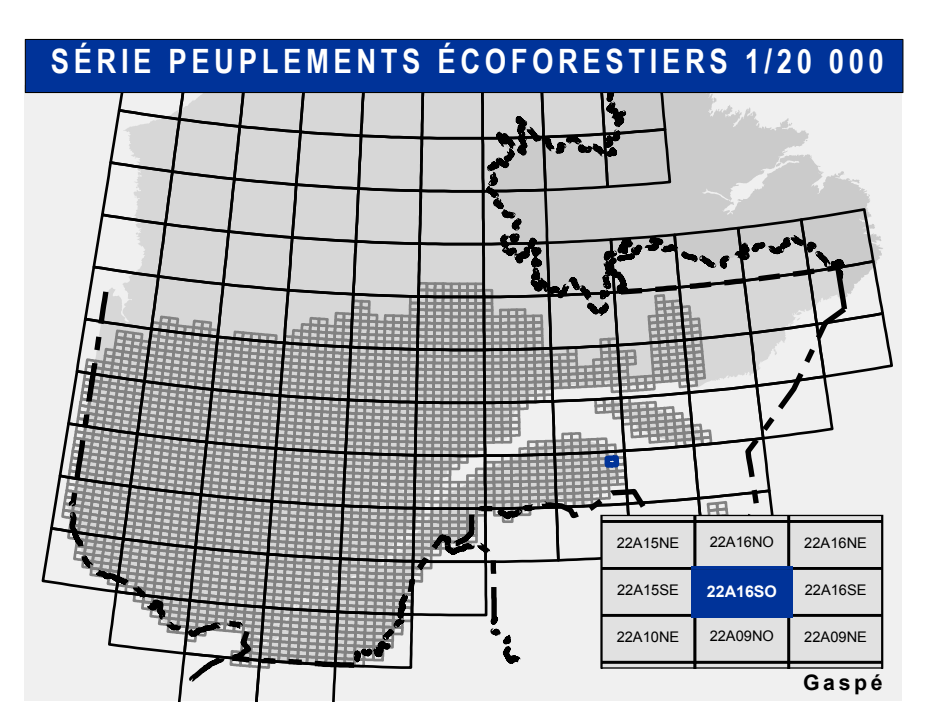 SÉRIE PEUPLEMENTS ÉCOFORESTIERS 1/20 000
22A15NE 22A16NO 22A16NE
22A15SE 22A16SO 22A16SE
22A10NE 22A09NO 22A09NE
Gaspé